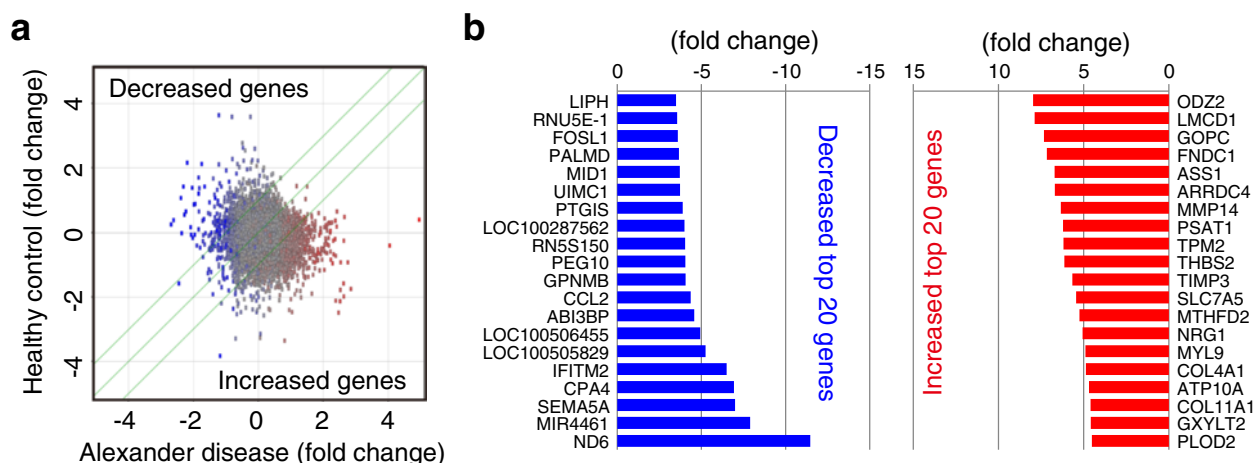 a
Decreased genes
Increased genes
Healthy control (fold change)
4
2
0
-2
-4
-4
-2
0
2
4
Alexander disease (fold change)
b
(fold change)
0
-5
-10
-15
LIPH
RNU5E-1
FOSL1
PALMD
MID1
UIMC1
PTGIS
LOC100287562
RN5S150
PEG10
GPNMB
CCL2
ABI3BP
LOC100506455
LOC100505829
IFITM2
CPA4
SEMA5A
MIR4461
ND6
Decreased top 20 genes
(fold change)
15
10
5
0
Increased top 20 genes
ODZ2
LMCD1
GOPC
FNDC1
ASS1
ARRDC4
MMP14
PSAT1
TPM2
THBS2
TIMP3
SLC7A5
MTHFD2
NRG1
MYL9
COL4A1
ATP10A
COL11A1
GXYLT2
PLOD2